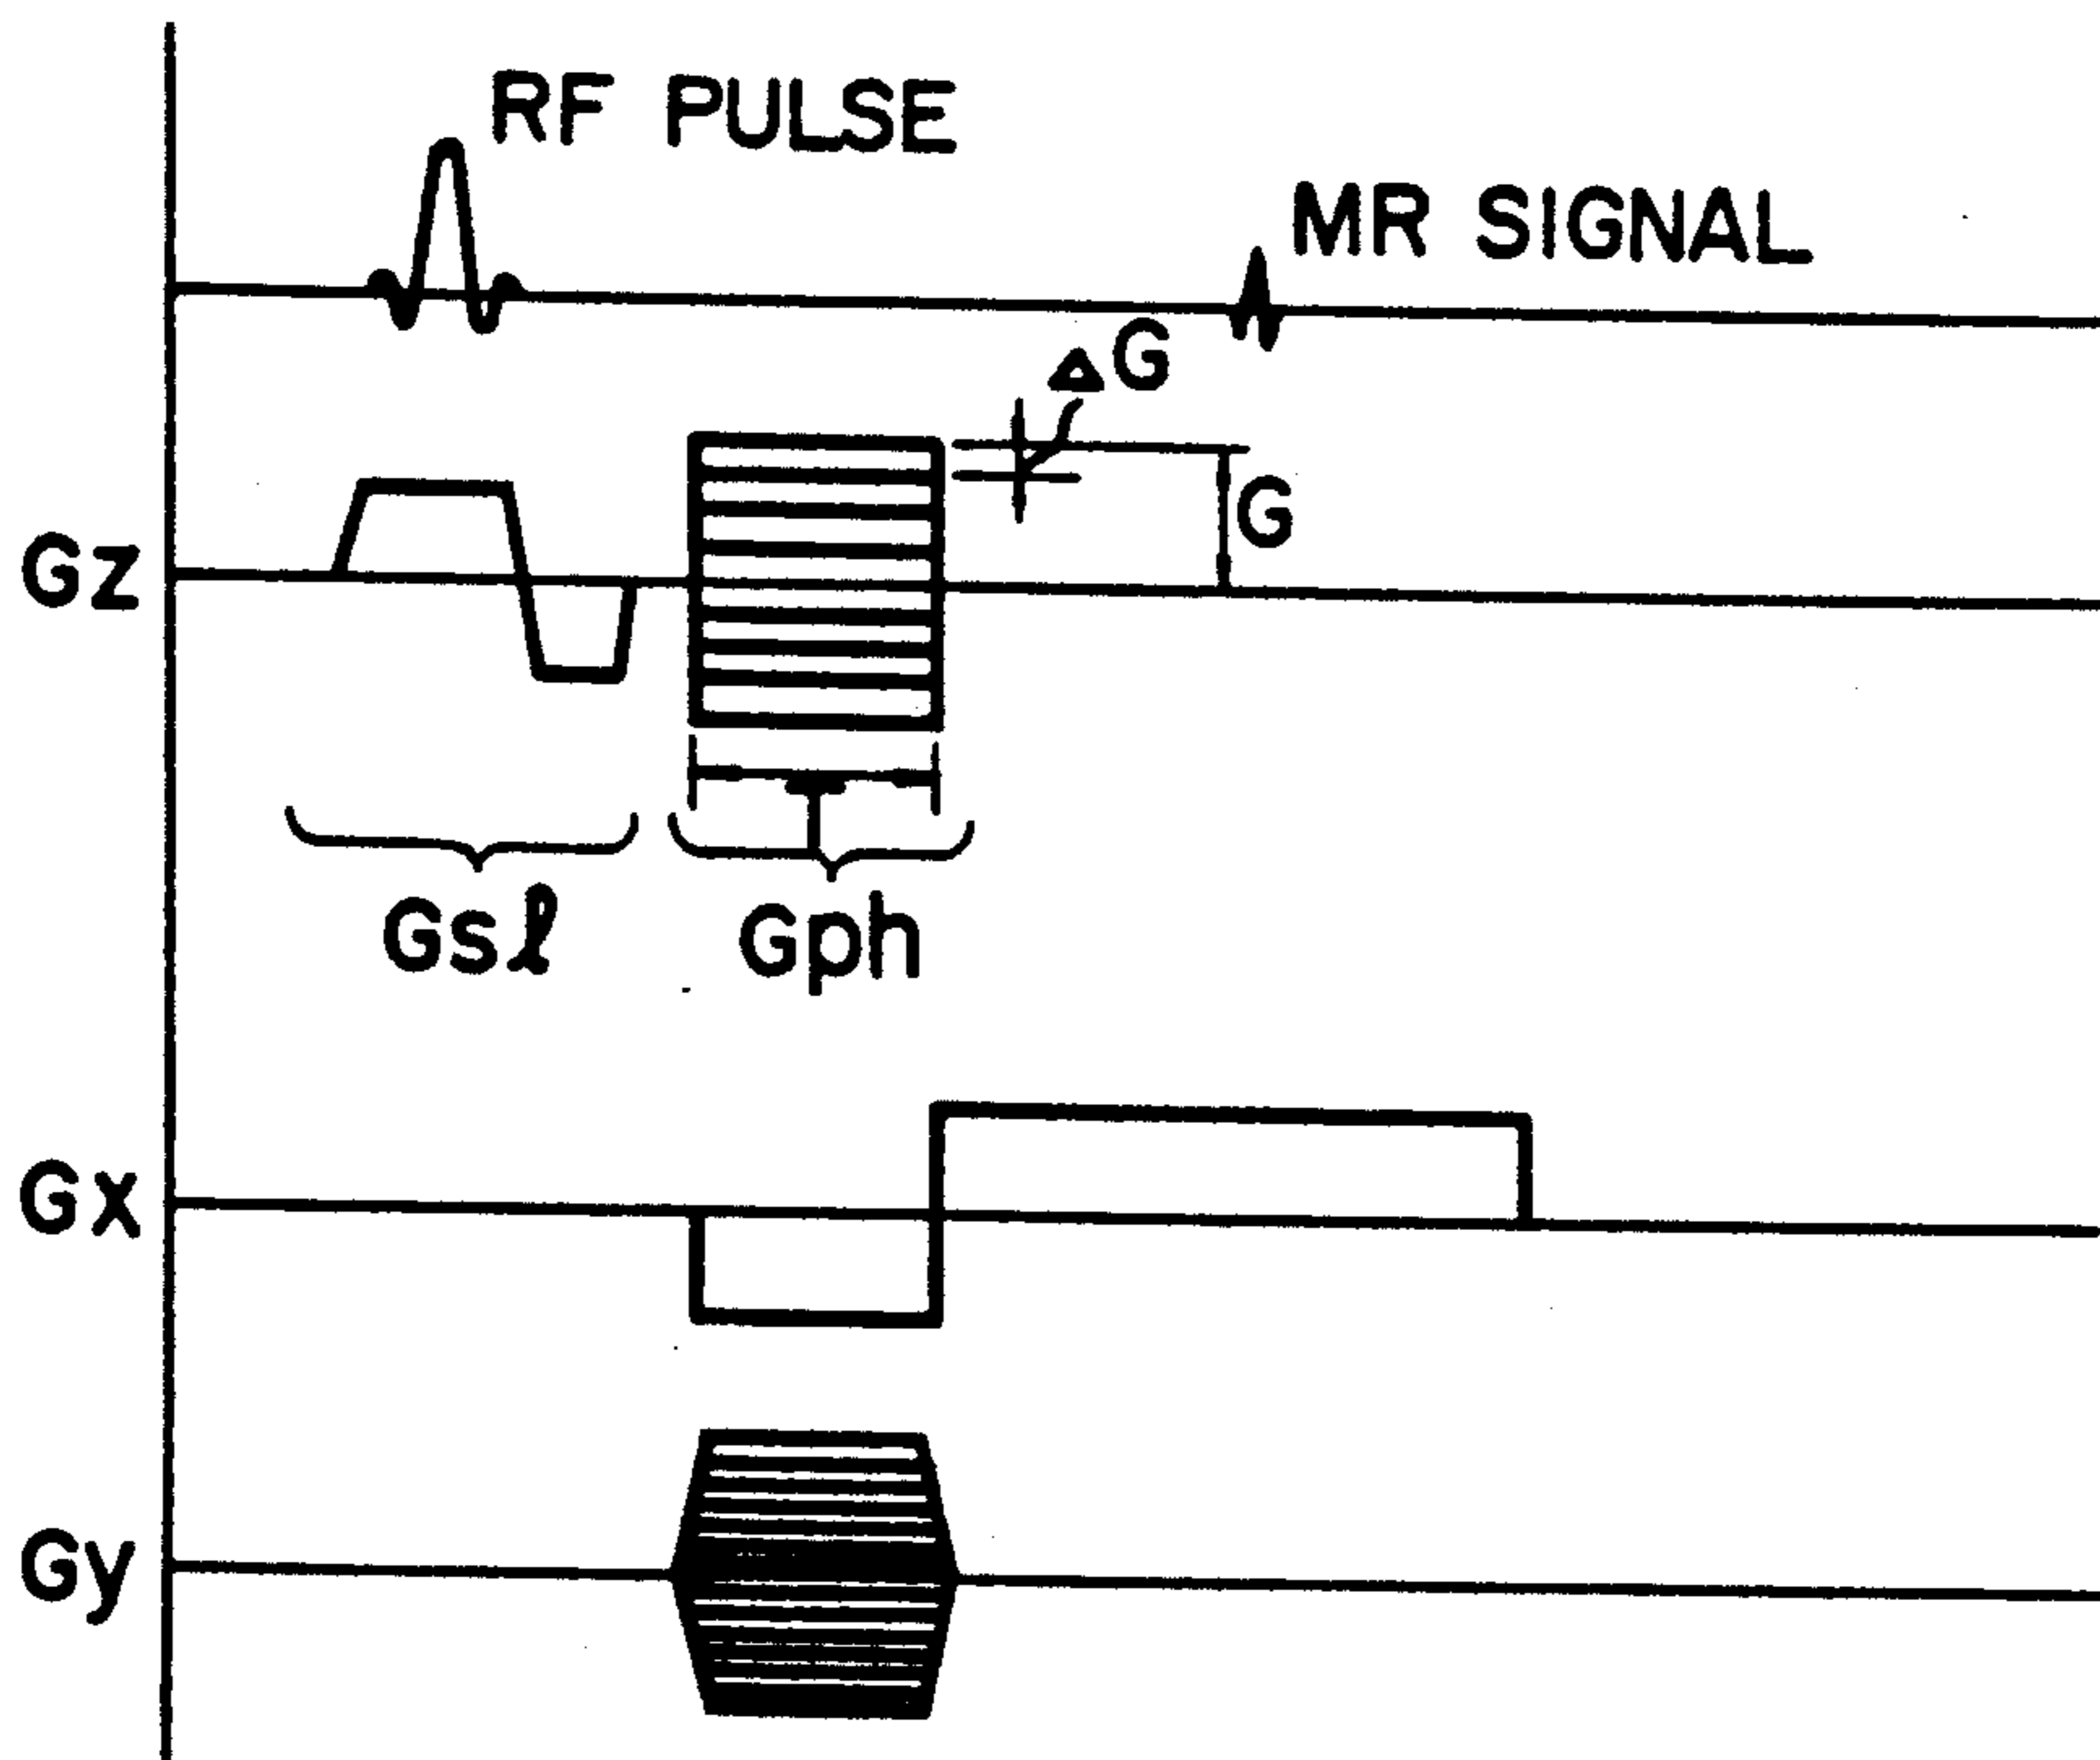 RF PULSE
MR SIGNAL
ΔG
G
Gz
Gsℓ
Gph
Gx
Gy